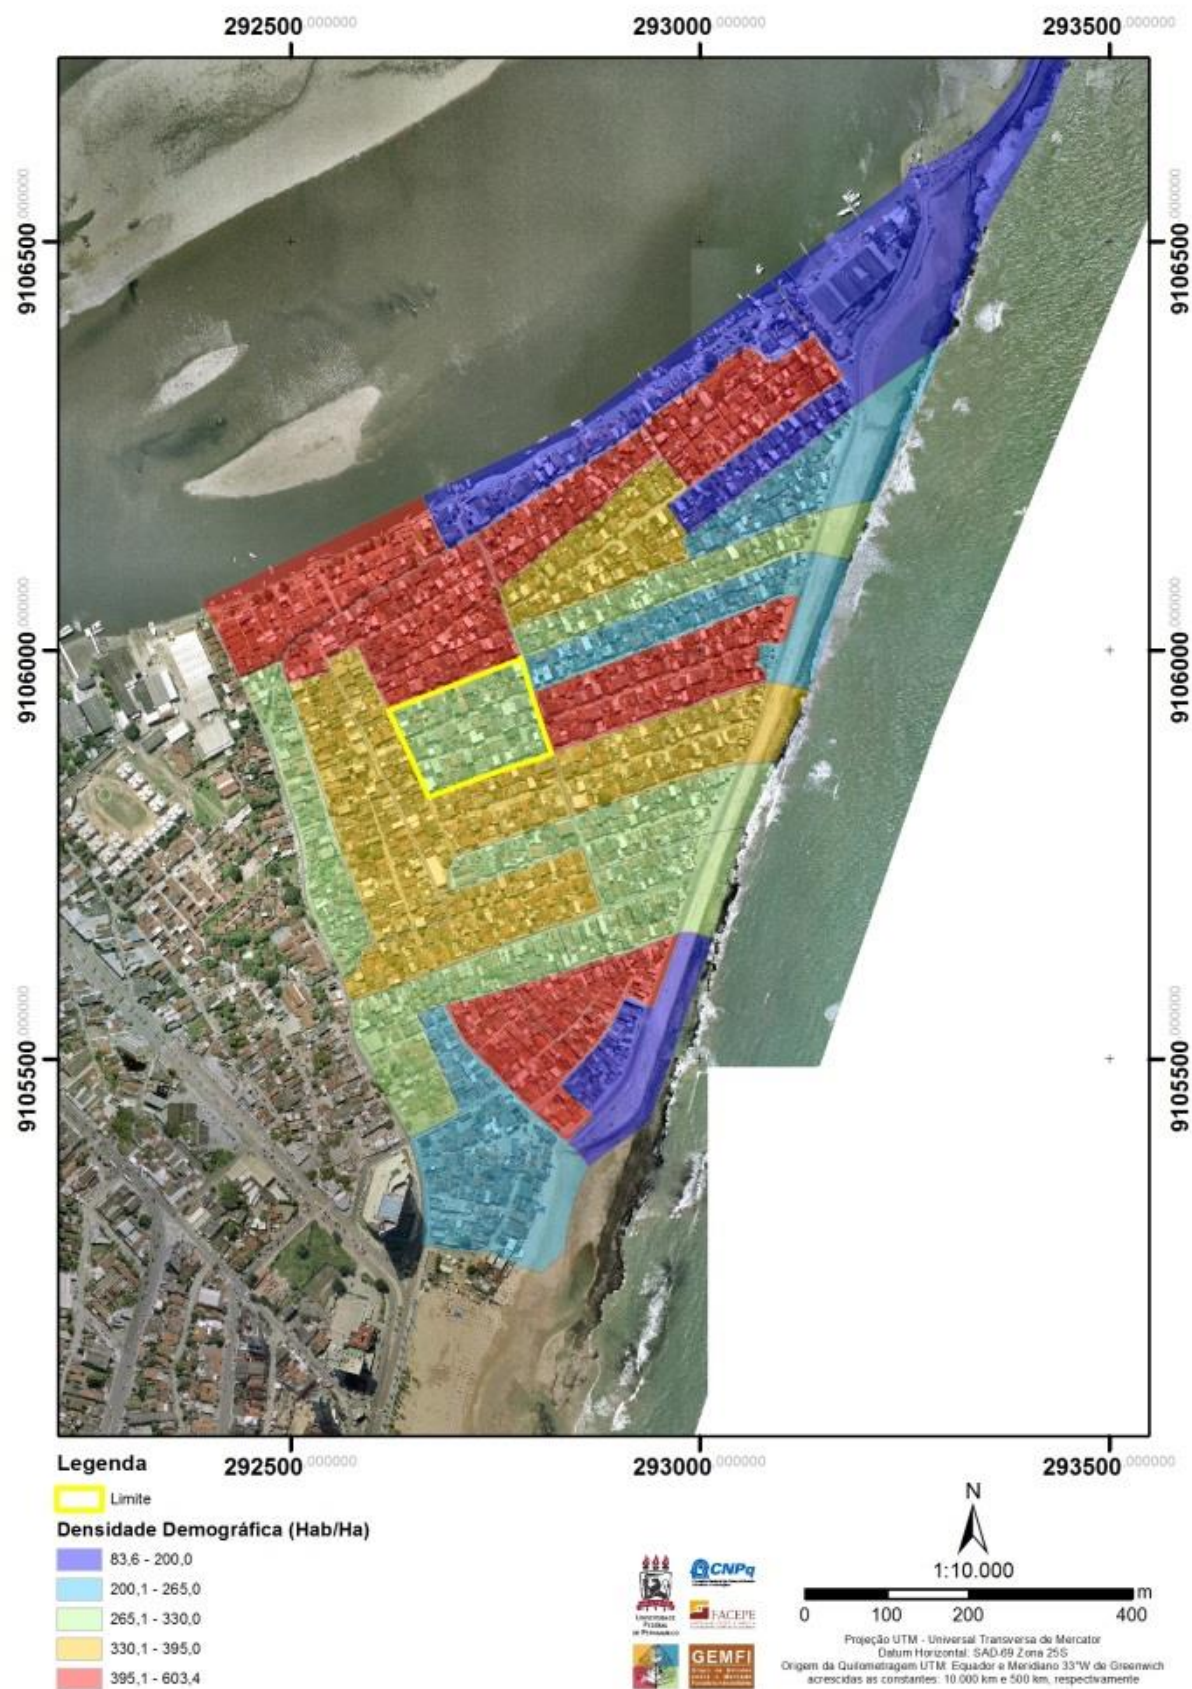 292500,000000 293000,000000 293500,000000
9106500,000000 9106500,000000
9106000,000000 9106000,000000
9105500,000000 9105500,000000
292500,000000 293000,000000 293500,000000
Legenda
Limite
Densidade Demográfica (Hab/Ha)
83,6 - 200,0
200,1 - 265,0
265,1 - 330,0
330,1 - 395,0
395,1 - 603,4
UNIVERSIDADE
FEDERAL
DE PERNAMBUCO
CNPq
FACEPE
GEMFI
N
1:10.000
m
0 100 200 400
Projeção UTM - Universal Transversa de Mercator
Datum Horizontal: SAD-69 Zona 25S
Origem da Quilometragem UTM: Equador e Meridiano 33°W de Greenwich
acrescidas as constantes: 10.000 km e 500 km, respectivamente